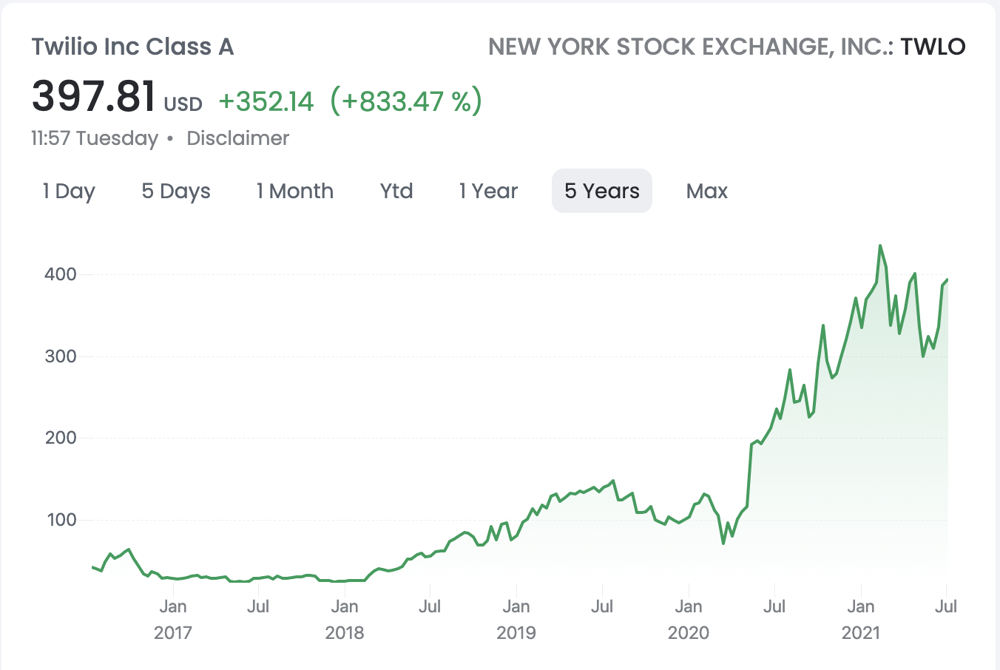 Twilio Inc Class A NEW YORK STOCK EXCHANGE, INC.: TWLO
397.81 USD +352.14 (+833.47 %)
11:57 Tuesday • Disclaimer
1 Day 5 Days 1 Month Ytd 1 Year 5 Years Max
400
300
200
100
Jan Jul Jan Jul Jan Jul Jan Jul Jan Jul
2017 2018 2019 2020 2021